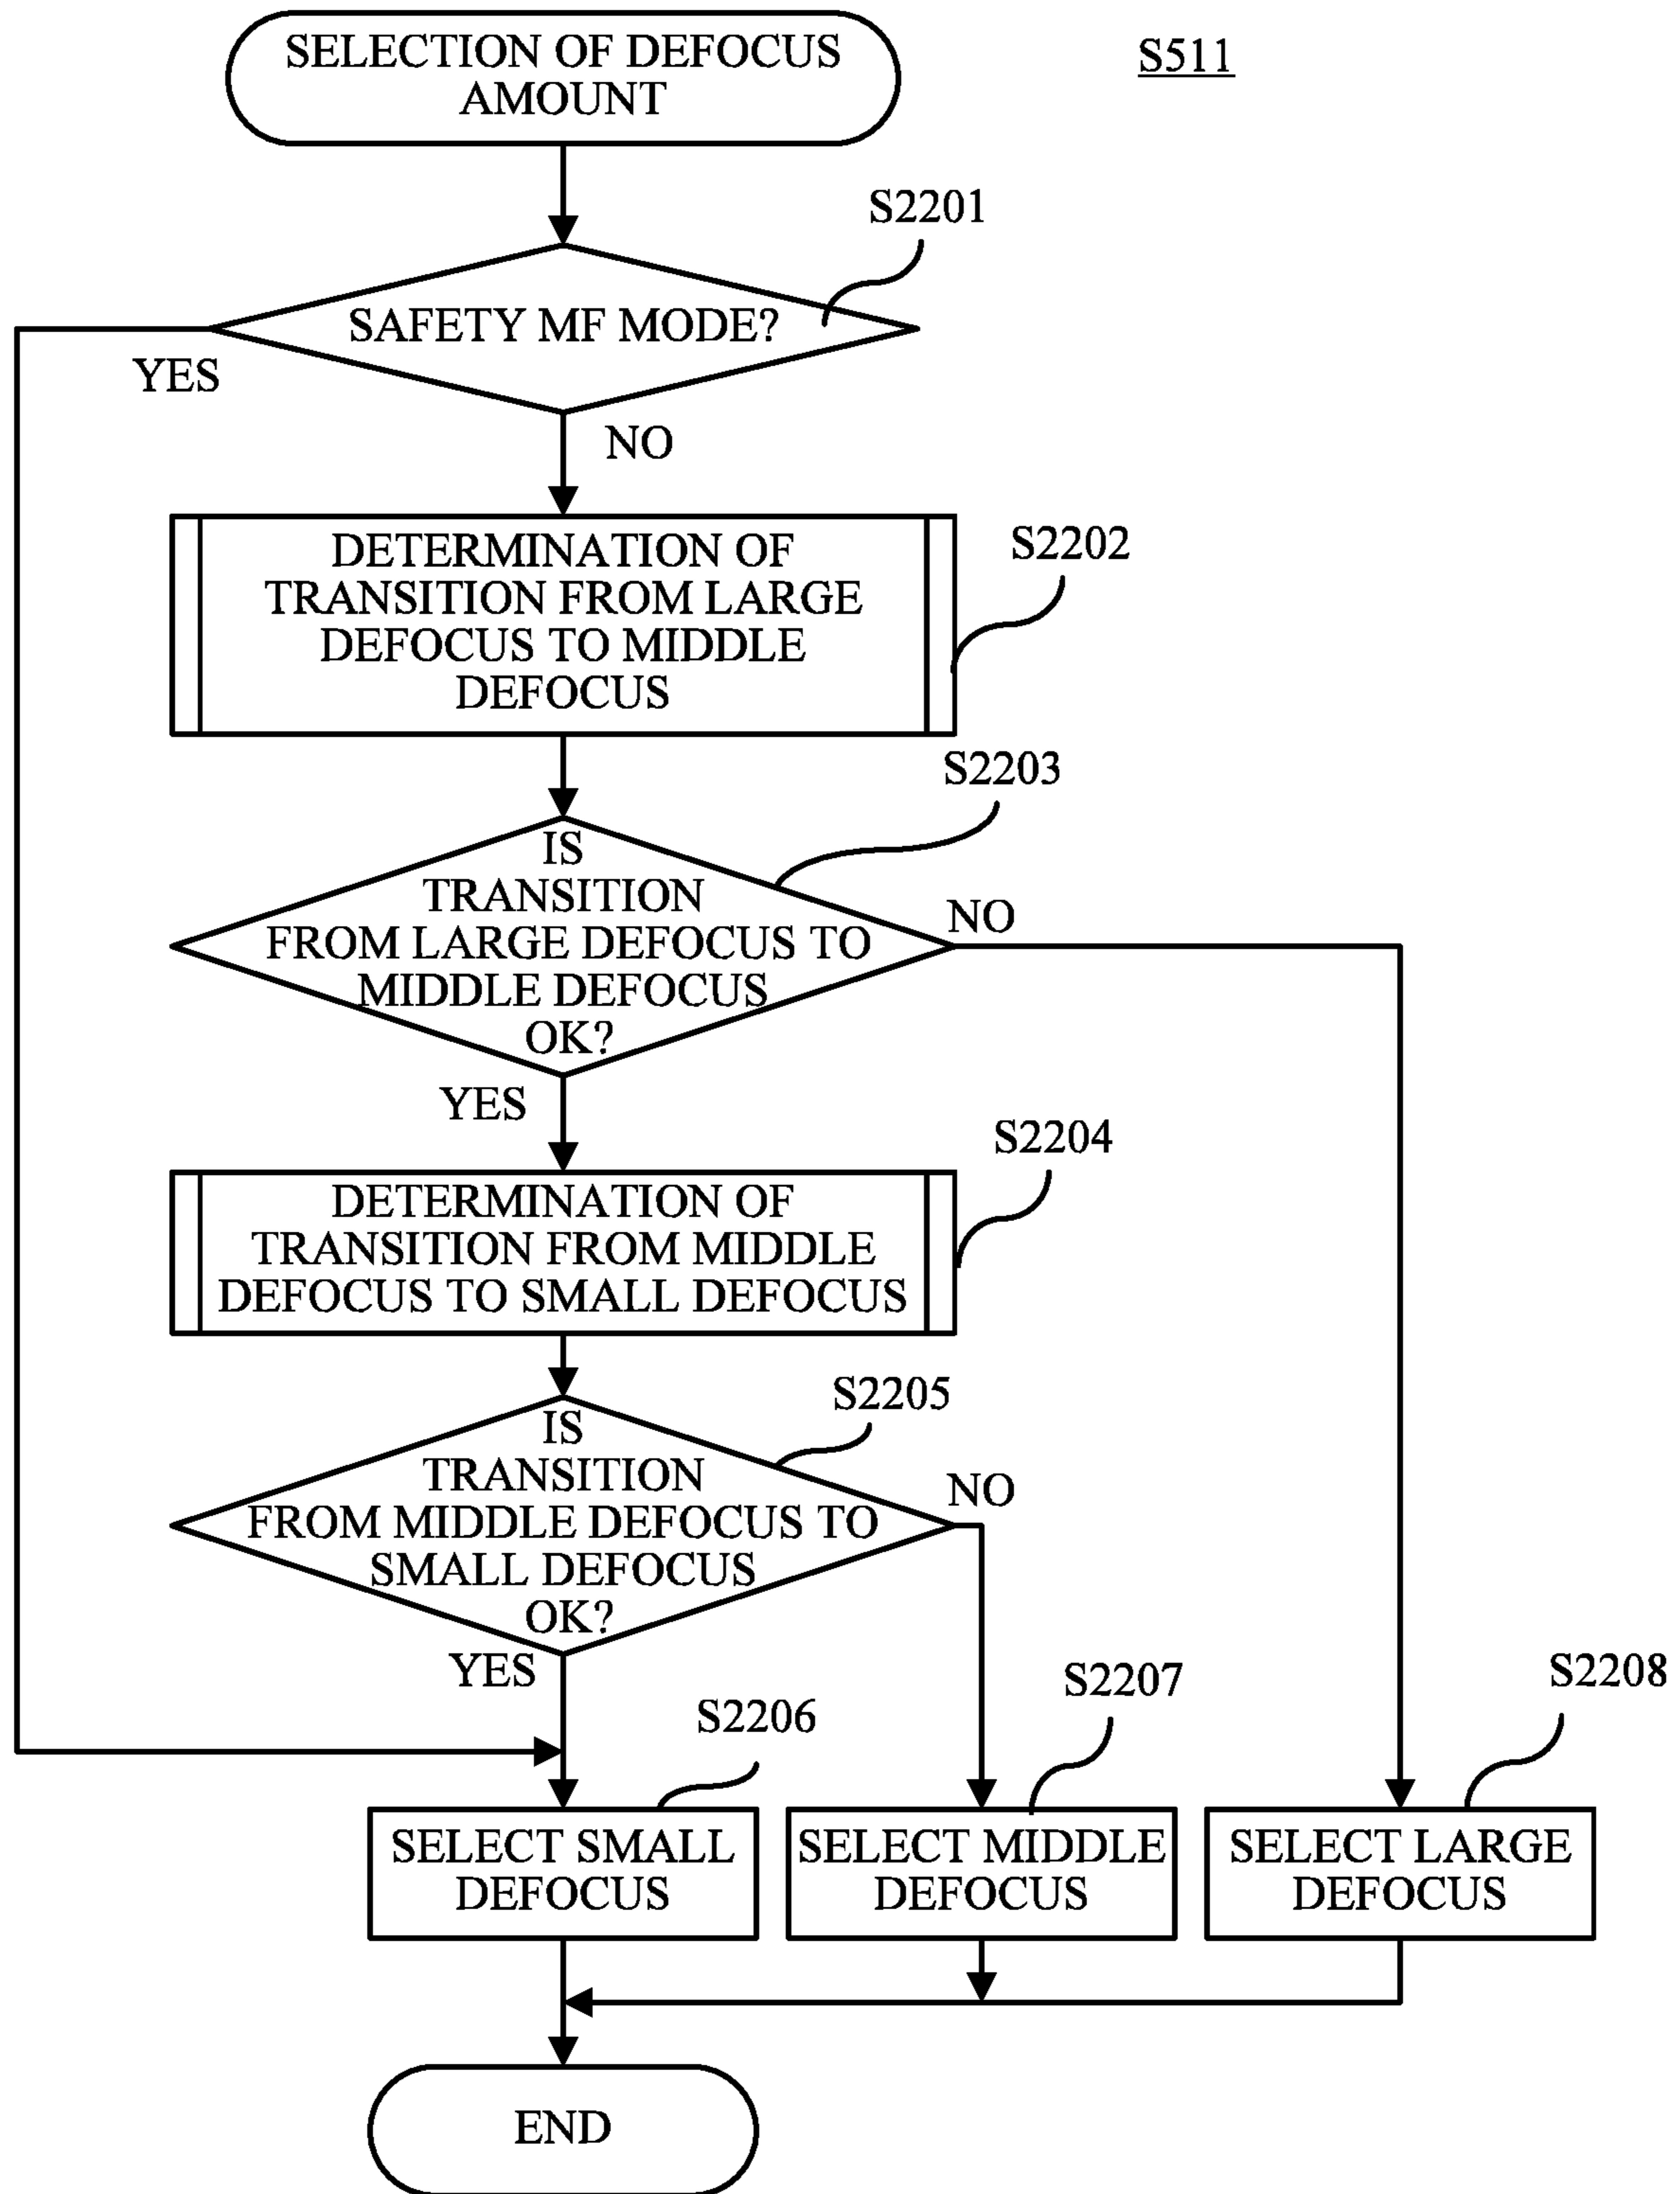 SELECTION OF DEFOCUS
AMOUNT
S511
S2201
SAFETY MF MODE?
YES
NO
S2202
DETERMINATION OF
TRANSITION FROM LARGE
DEFOCUS TO MIDDLE
DEFOCUS
S2203
IS
TRANSITION
FROM LARGE DEFOCUS TO
MIDDLE DEFOCUS
OK?
NO
YES
S2204
DETERMINATION OF
TRANSITION FROM MIDDLE
DEFOCUS TO SMALL DEFOCUS
S2205
IS
TRANSITION
FROM MIDDLE DEFOCUS TO
SMALL DEFOCUS
OK?
NO
YES
S2206
S2207
S2208
SELECT SMALL
DEFOCUS
SELECT MIDDLE
DEFOCUS
SELECT LARGE
DEFOCUS
END